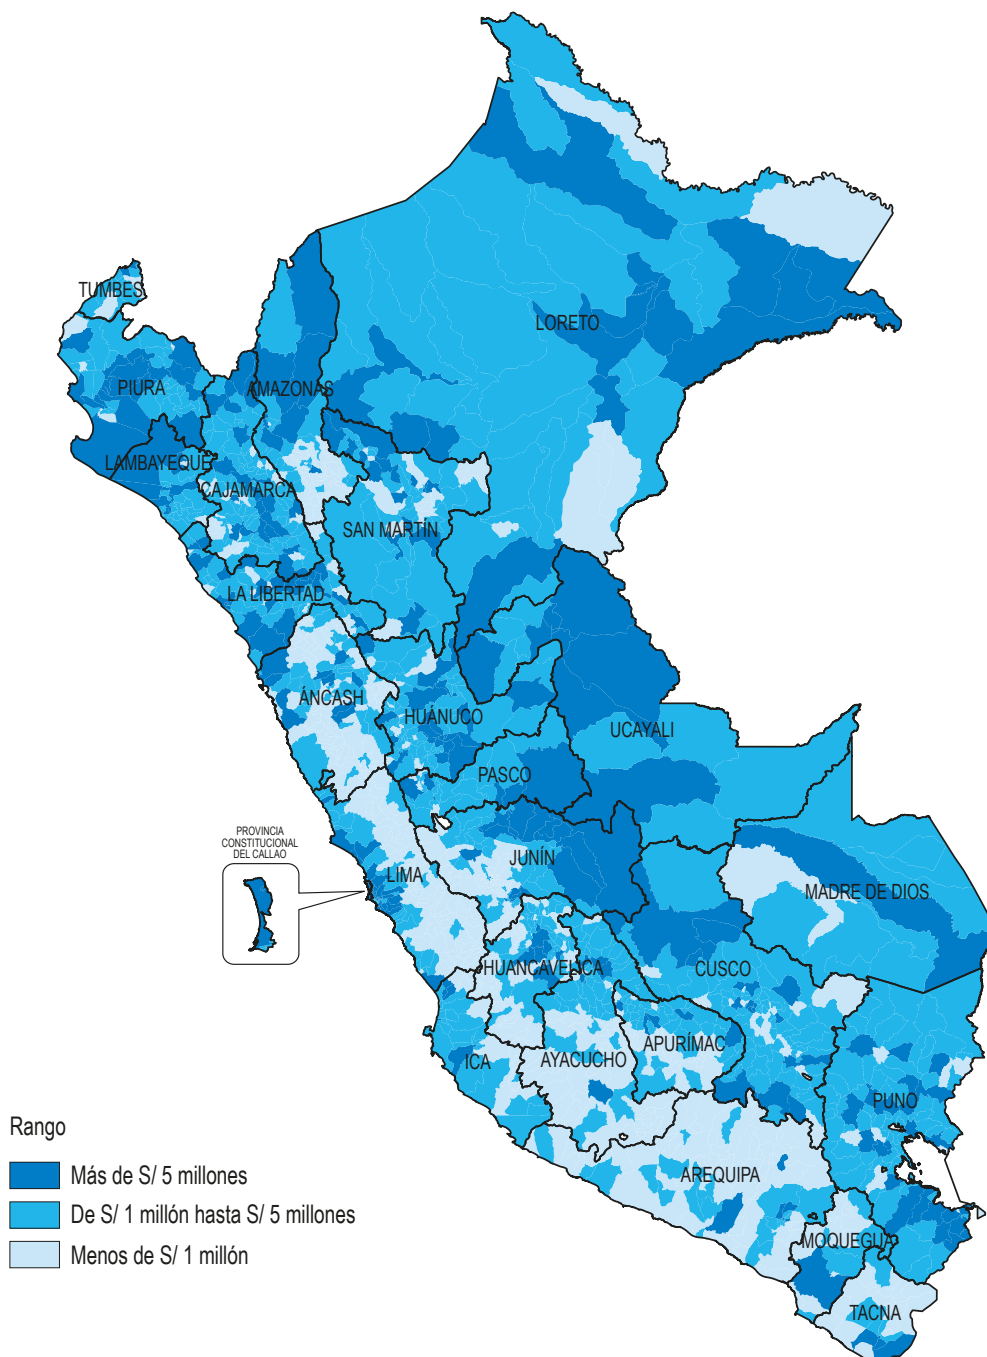 TUMBES
LORETO
PIURA
AMAZONAS
LAMBAYEQUE
CAJAMARCA
SAN MARTÍN
LA LIBERTAD
ÁNCASH
HUÁNUCO
UCAYALI
PASCO
PROVINCIA
CONSTITUCIONAL
DEL CALLAO
JUNÍN
LIMA
MADRE DE DIOS
HUANCAVELICA
CUSCO
ICA
AYACUCHO
APURÍMAC
PUNO
AREQUIPA
MOQUEGUA
TACNA
Rango
Más de S/ 5 millones
De S/ 1 millón hasta S/ 5 millones
Menos de S/ 1 millón